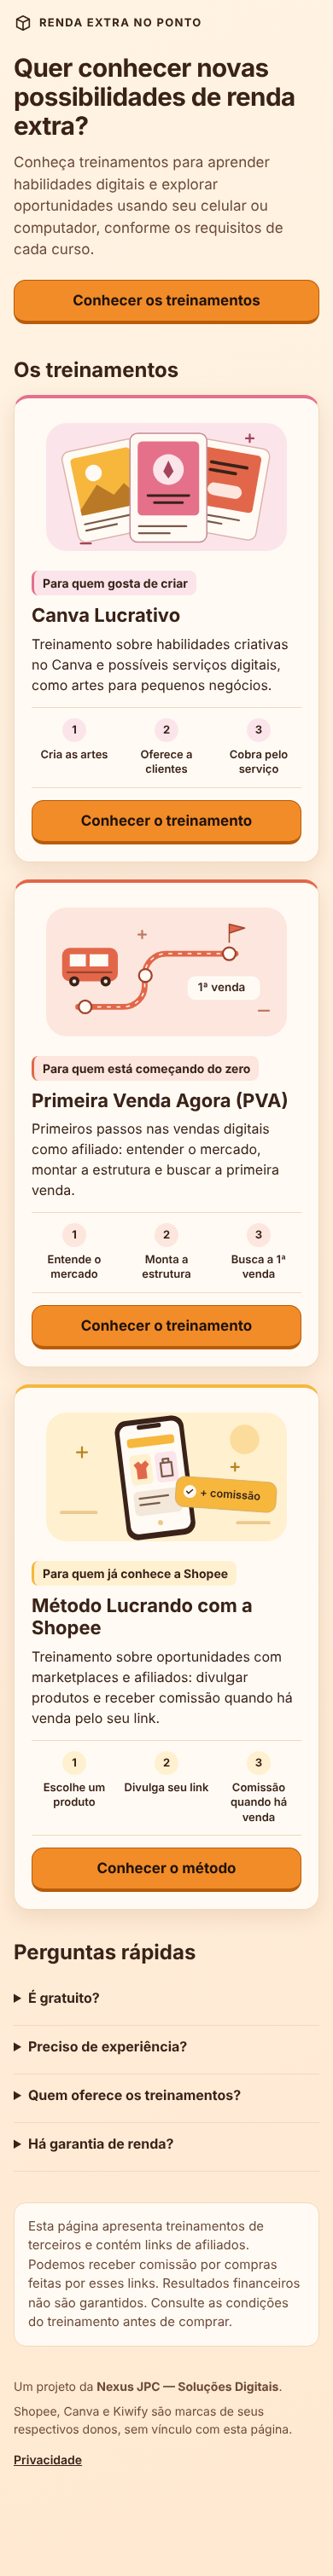 RENDA EXTRA NO PONTO
Quer conhecer novas
possibilidades de renda
extra?
Conheça treinamentos para aprender
habilidades digitais e explorar
oportunidades usando seu celular ou
computador, conforme os requisitos de
cada curso.
Conhecer os treinamentos
Os treinamentos
Para quem gosta de criar
Canva Lucrativo
Treinamento sobre habilidades criativas
no Canva e possíveis serviços digitais,
como artes para pequenos negócios.
1 2 3
Cria as artes Oferece a Cobra pelo
clientes serviço
Conhecer o treinamento
1ª venda
Para quem está começando do zero
Primeira Venda Agora (PVA)
Primeiros passos nas vendas digitais
como afiliado: entender o mercado,
montar a estrutura e buscar a primeira
venda.
1 2 3
Entende o Monta a Busca a 1ª
mercado estrutura venda
Conhecer o treinamento
+ comissão
Para quem já conhece a Shopee
Método Lucrando com a
Shopee
Treinamento sobre oportunidades com
marketplaces e afiliados: divulgar
produtos e receber comissão quando há
venda pelo seu link.
1 2 3
Escolhe um Divulga seu link Comissão
produto quando há
venda
Conhecer o método
Perguntas rápidas
É gratuito?
Preciso de experiência?
Quem oferece os treinamentos?
Há garantia de renda?
Esta página apresenta treinamentos de
terceiros e contém links de afiliados.
Podemos receber comissão por compras
feitas por esses links. Resultados financeiros
não são garantidos. Consulte as condições
do treinamento antes de comprar.
Um projeto da Nexus JPC — Soluções Digitais.
Shopee, Canva e Kiwify são marcas de seus
respectivos donos, sem vínculo com esta página.
Privacidade